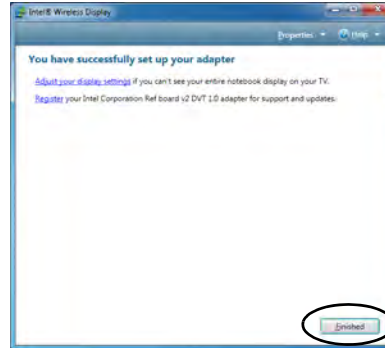 Intel® Wireless Display
Properties Help
You have successfully set up your adapter
Adjust your display settings if you can't see your entire notebook display on your TV.
Register your Intel Corporation Ref board v2 DVT 1.0 adapter for support and updates.
Finished